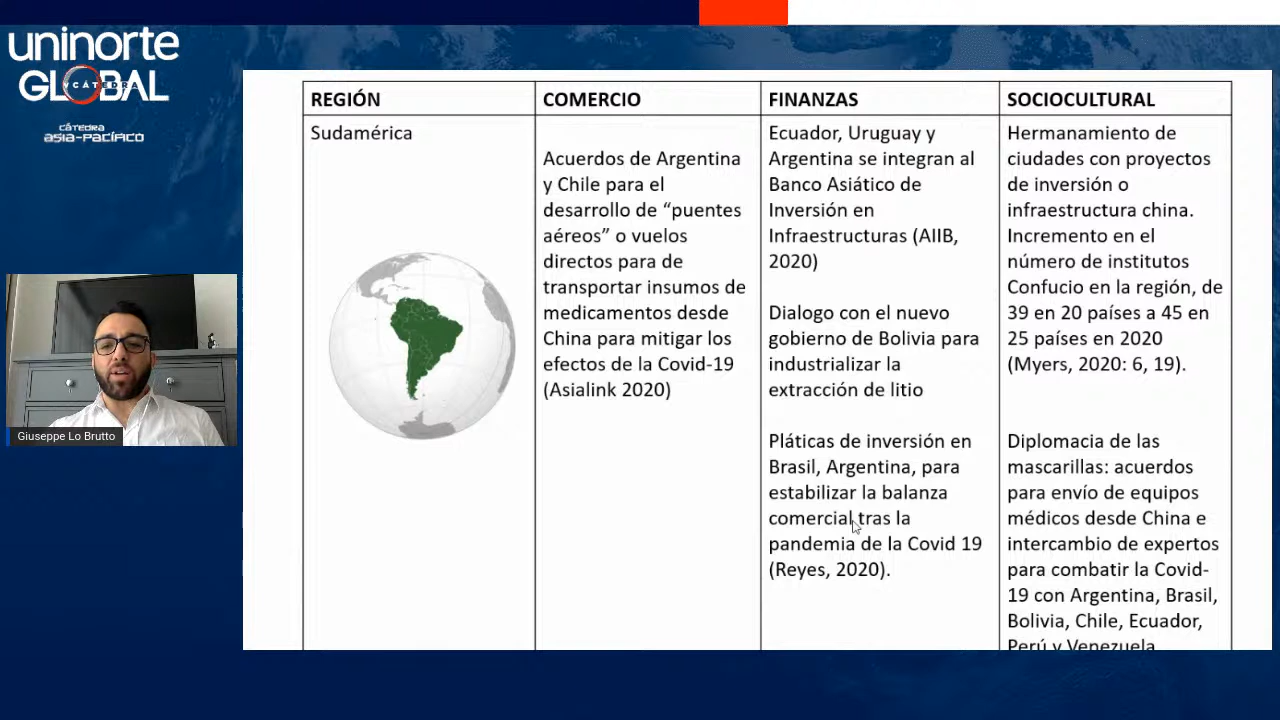 uninorte
GLOBAL
CÁTEDRA
CÁTEDRA
ASIA-PACÍFICO
Giuseppe Lo Brutto
REGIÓN
COMERCIO
FINANZAS
SOCIOCULTURAL
Sudamérica
Acuerdos de Argentina
y Chile para el
desarrollo de “puentes
aéreos” o vuelos
directos para de
transportar insumos de
medicamentos desde
China para mitigar los
efectos de la Covid-19
(Asialink 2020)
Ecuador, Uruguay y
Argentina se integran al
Banco Asiático de
Inversión en
Infraestructuras (AIIB,
2020)
Dialogo con el nuevo
gobierno de Bolivia para
industrializar la
extracción de litio
Pláticas de inversión en
Brasil, Argentina, para
estabilizar la balanza
comercial tras la
pandemia de la Covid 19
(Reyes, 2020).
Hermanamiento de
ciudades con proyectos
de inversión o
infraestructura china.
Incremento en el
número de institutos
Confucio en la región, de
39 en 20 países a 45 en
25 países en 2020
(Myers, 2020: 6, 19).
Diplomacia de las
mascarillas: acuerdos
para envío de equipos
médicos desde China e
intercambio de expertos
para combatir la Covid-
19 con Argentina, Brasil,
Bolivia, Chile, Ecuador,
Perú y Venezuela